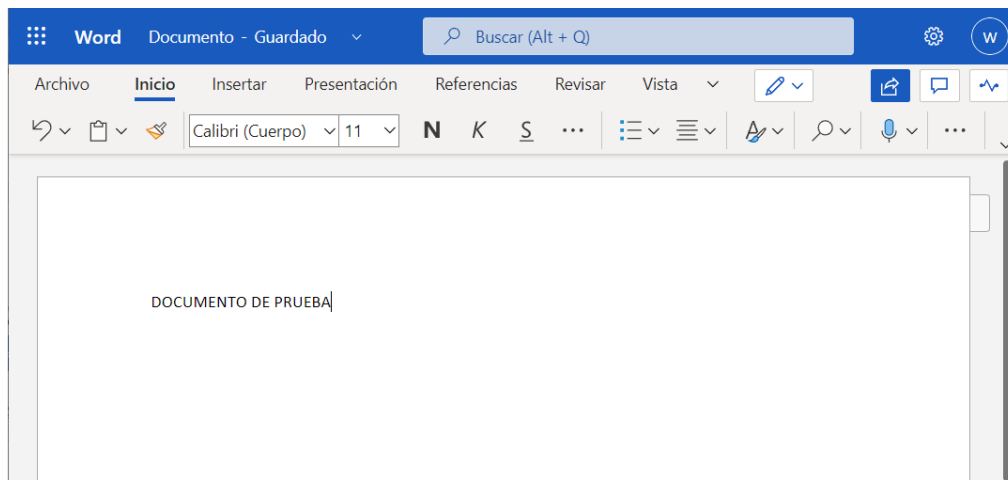 Word Documento - Guardado Buscar (Alt + Q) W
Archivo Inicio Insertar Presentación Referencias Revisar Vista
Calibri (Cuerpo) 11 N K S
DOCUMENTO DE PRUEBA